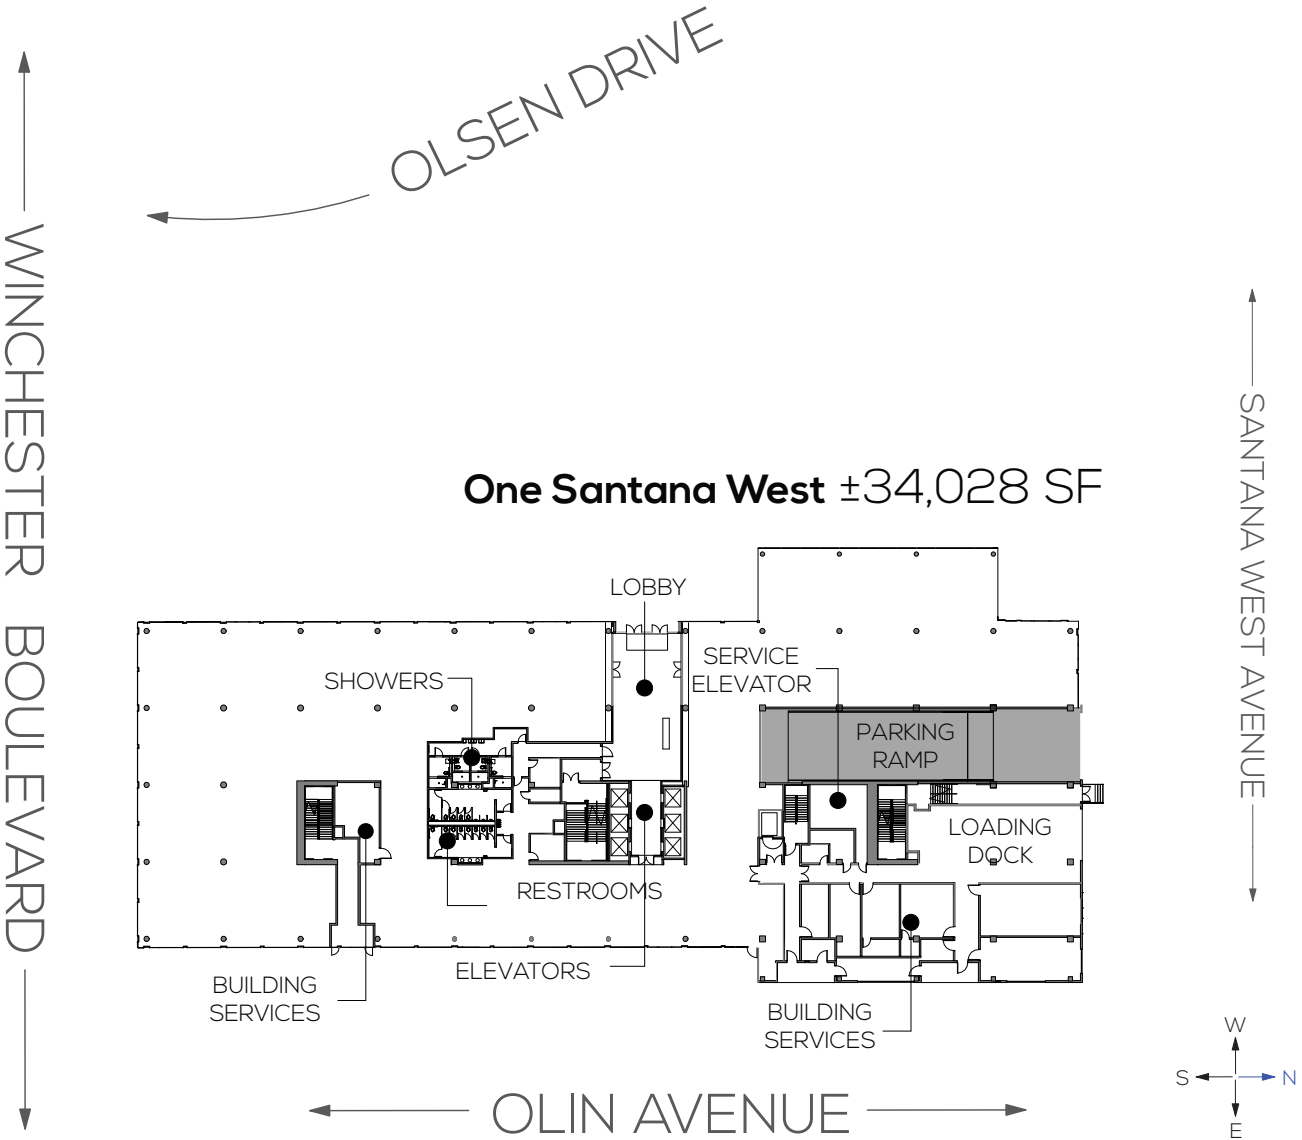 OLSEN DRIVE
WINCHESTER BOULEVARD
SANTANA WEST AVENUE
One Santana West ±34,028 SF
LOBBY
SERVICE
ELEVATOR
SHOWERS
PARKING
RAMP
LOADING
DOCK
RESTROOMS
ELEVATORS
BUILDING
SERVICES
BUILDING
SERVICES
W
S
N
E
OLIN AVENUE